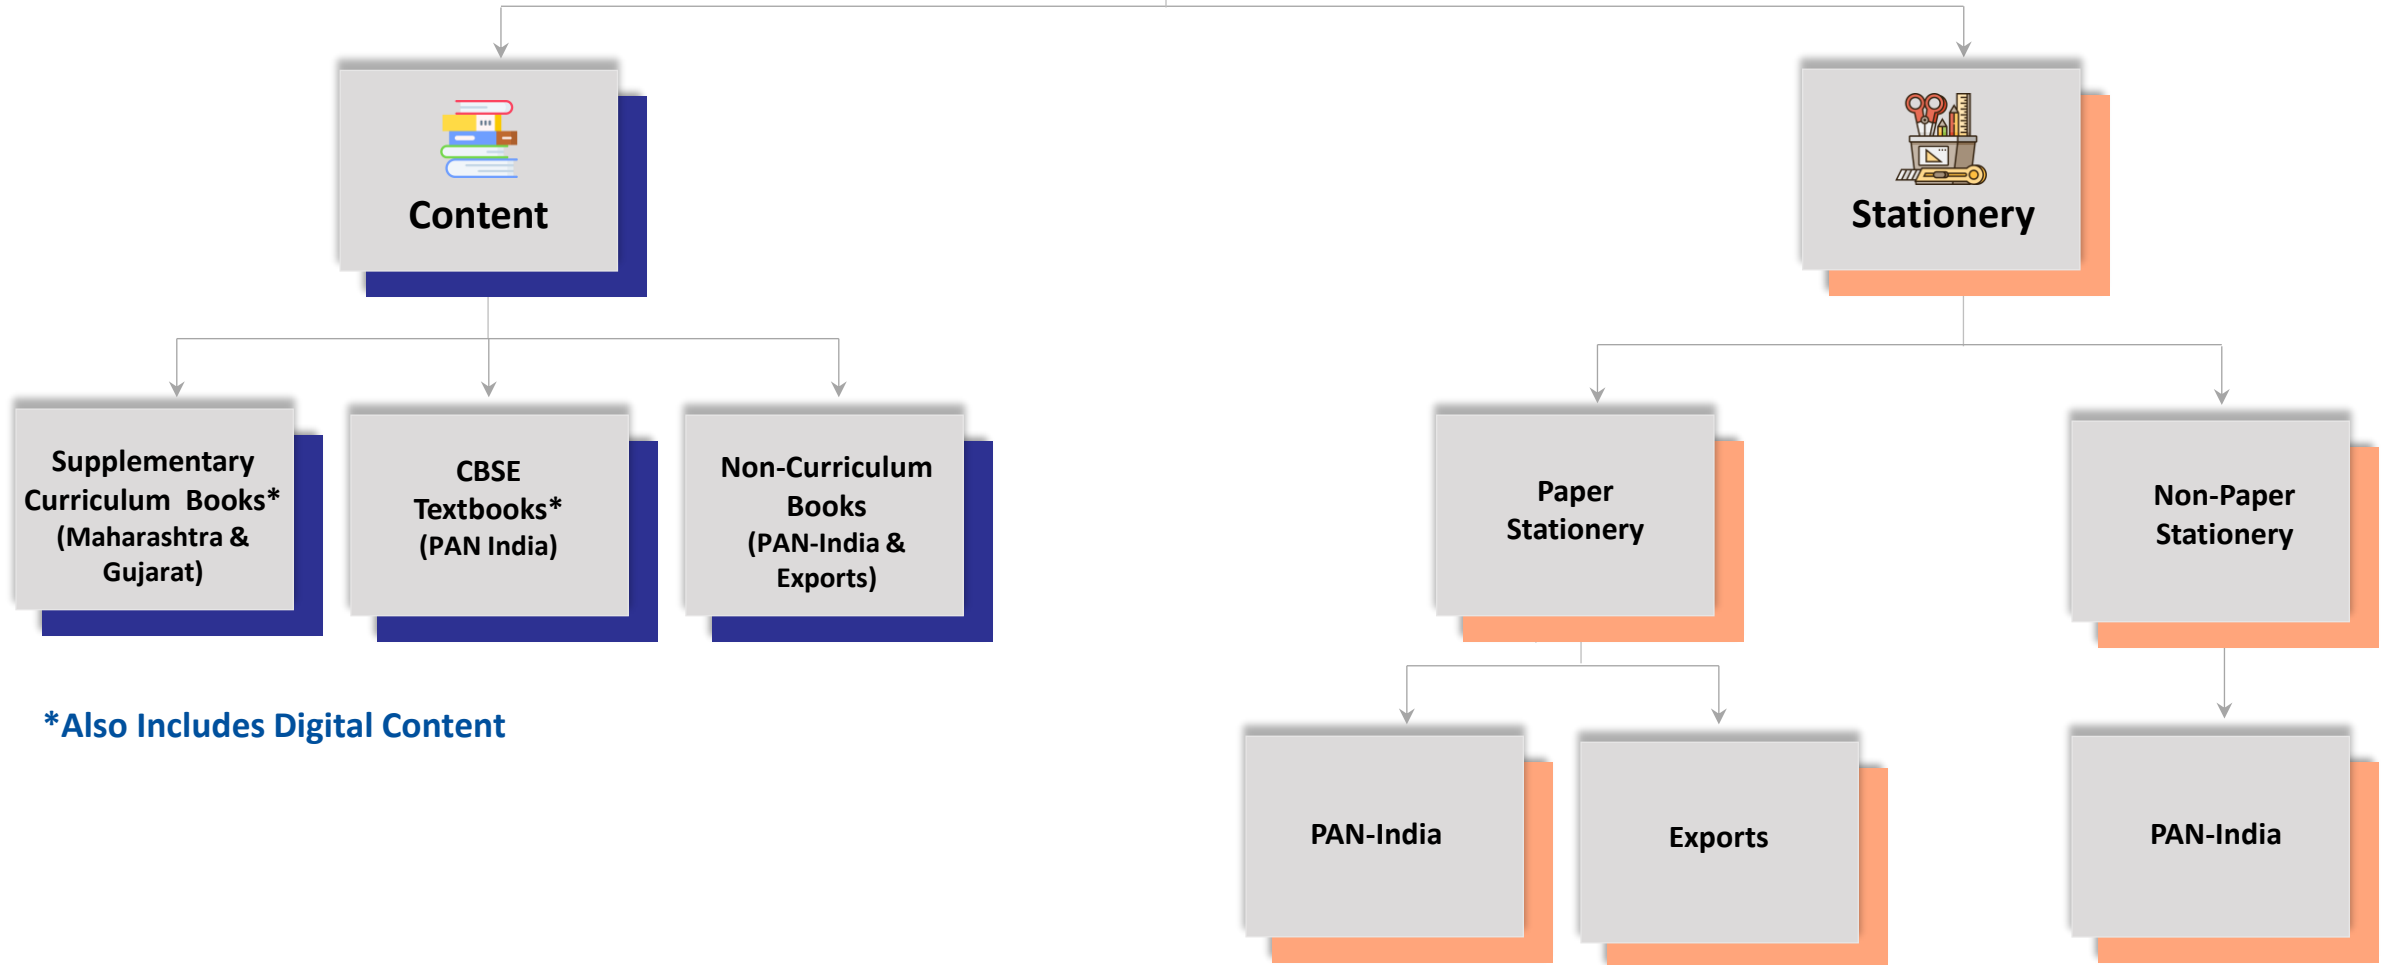 Content
Stationery
Supplementary
Curriculum  Books*
(Maharashtra &
Gujarat)
CBSE
Textbooks*
(PAN India)
Non-Curriculum
Books
(PAN-India &
Exports)
Paper
Stationery
Non-Paper
Stationery
*Also Includes Digital Content
PAN-India
Exports
PAN-India